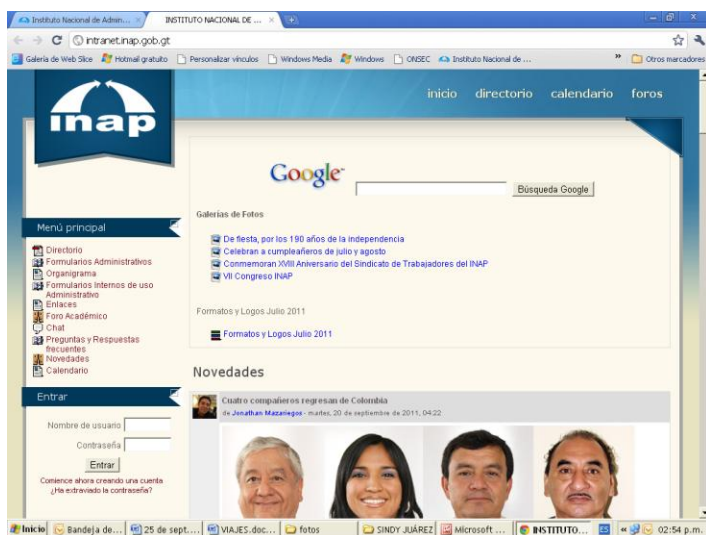 Instituto Nacional de Admin...
INSTITUTO NACIONAL DE ...
intranet.inap.gob.gt
Galería de Web Slice
Hotmail gratuito
Personalizar vínculos
Windows Media
Windows
ONSEC
Instituto Nacional de ...
»
Otros marcadores
inap
inicio directorio calendario foros
Google
Búsqueda Google
Galerías de Fotos
De fiesta, por los 190 años de la independencia
Celebran a cumpleañeros de julio y agosto
Conmemoran XVIII Aniversario del Sindicato de Trabajadores del INAP
VII Congreso INAP
Formatos y Logos Julio 2011
Formatos y Logos Julio 2011
Menú principal
Directorio
Formularios Administrativos
Organigrama
Formularios Internos de uso
Administrativo
Enlaces
Foro Académico
Chat
Preguntas y Respuestas
frecuentes
Novedades
Calendario
Entrar
Nombre de usuario
Contraseña
Entrar
Comience ahora creando una cuenta
¿Ha extraviado la contraseña?
Novedades
Cuatro compañeros regresan de Colombia
de Jonathan Mazariegos - martes, 20 de septiembre de 2011, 04:22
Inicio
Bandeja de...
25 de sept....
VIAJES.doc...
fotos
SINDY JUÁREZ
Microsoft ...
INSTITUTO...
ES
«
02:54 p.m.